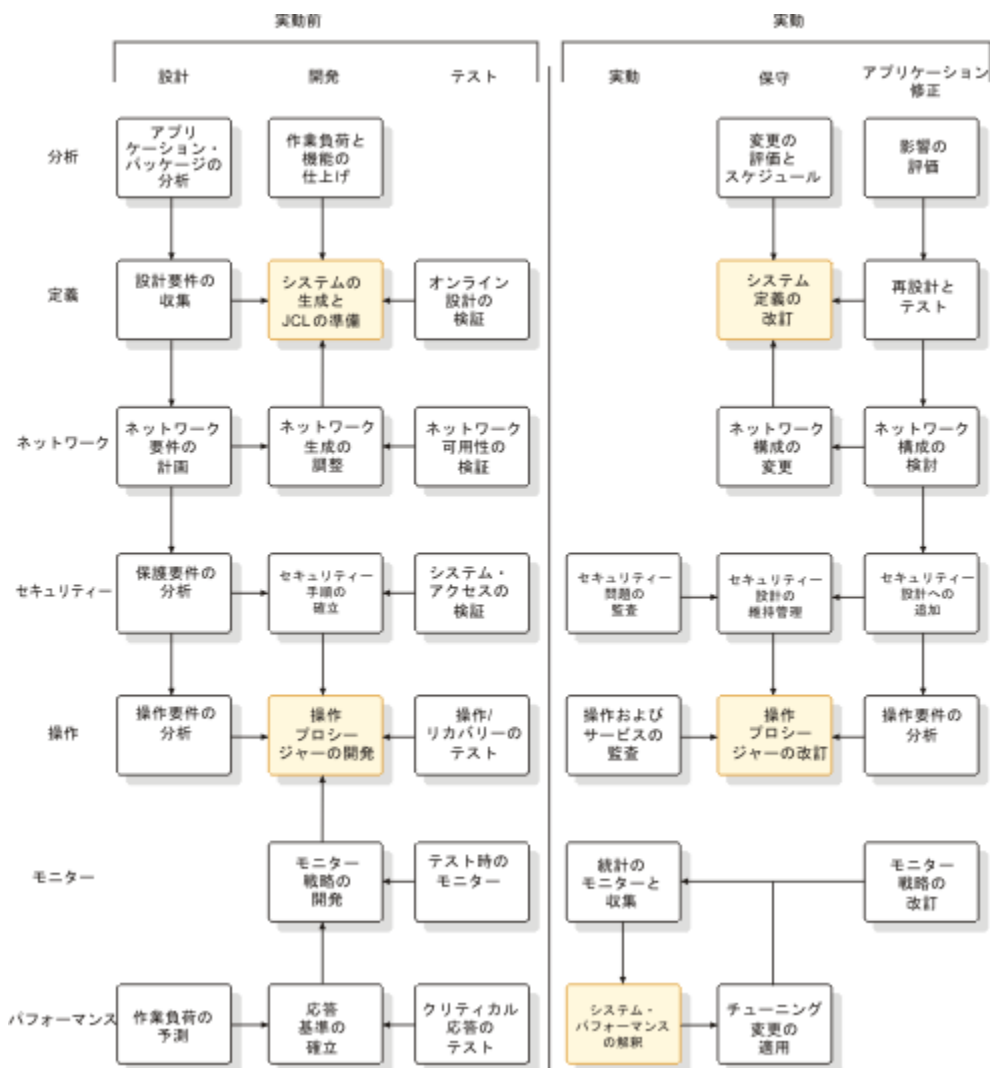 実動前
実動
設計
開発
テスト
実動
保守
アプリケーション
修正
分析
アプリ
ケーション・
パッケージの
分析
作業負荷と
機能の
仕上げ
変更の
評価と
スケジュール
影響の
評価
定義
設計要件の
収集
システムの
生成と
JCLの準備
オンライン
設計の
検証
システム
定義の
改訂
再設計と
テスト
ネットワーク
ネットワーク
要件の
計画
ネットワーク
生成の
調整
ネットワーク
可用性の
検証
ネットワーク
構成の
変更
ネットワーク
構成の
検討
セキュリティー
保護要件の
分析
セキュリティー
手順の
確立
システム・
アクセスの
検証
セキュリティー
問題の
監査
セキュリティー
設計の
維持管理
セキュリティー
設計への
追加
操作
操作要件の
分析
操作
プロシー
ジャーの開発
操作/
リカバリーの
テスト
操作および
サービスの
監査
操作
プロシー
ジャーの改訂
操作要件の
分析
モニター
モニター
戦略の
開発
テスト時の
モニター
統計の
モニターと
収集
モニター
戦略の
改訂
パフォーマンス
作業負荷の
予測
応答
基準の
確立
クリティカル
応答の
テスト
システム・
パフォーマンス
の解釈
チューニング
変更の
適用